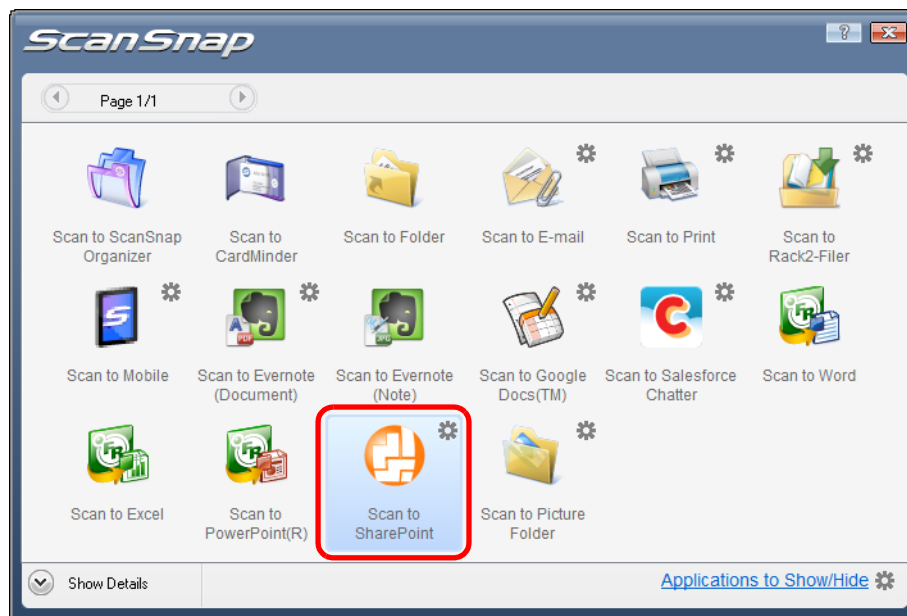 ScanSnap
Page 1/1
Scan to ScanSnap
Organizer
Scan to
CardMinder
Scan to Folder
Scan to E-mail
Scan to Print
Scan to
Rack2-Filer
Scan to Mobile
Scan to Evernote
(Document)
Scan to Evernote
(Note)
Scan to Google
Docs(TM)
Scan to Salesforce
Chatter
Scan to Word
Scan to Excel
Scan to
PowerPoint(R)
Scan to
SharePoint
Scan to Picture
Folder
Show Details
Applications to Show/Hide